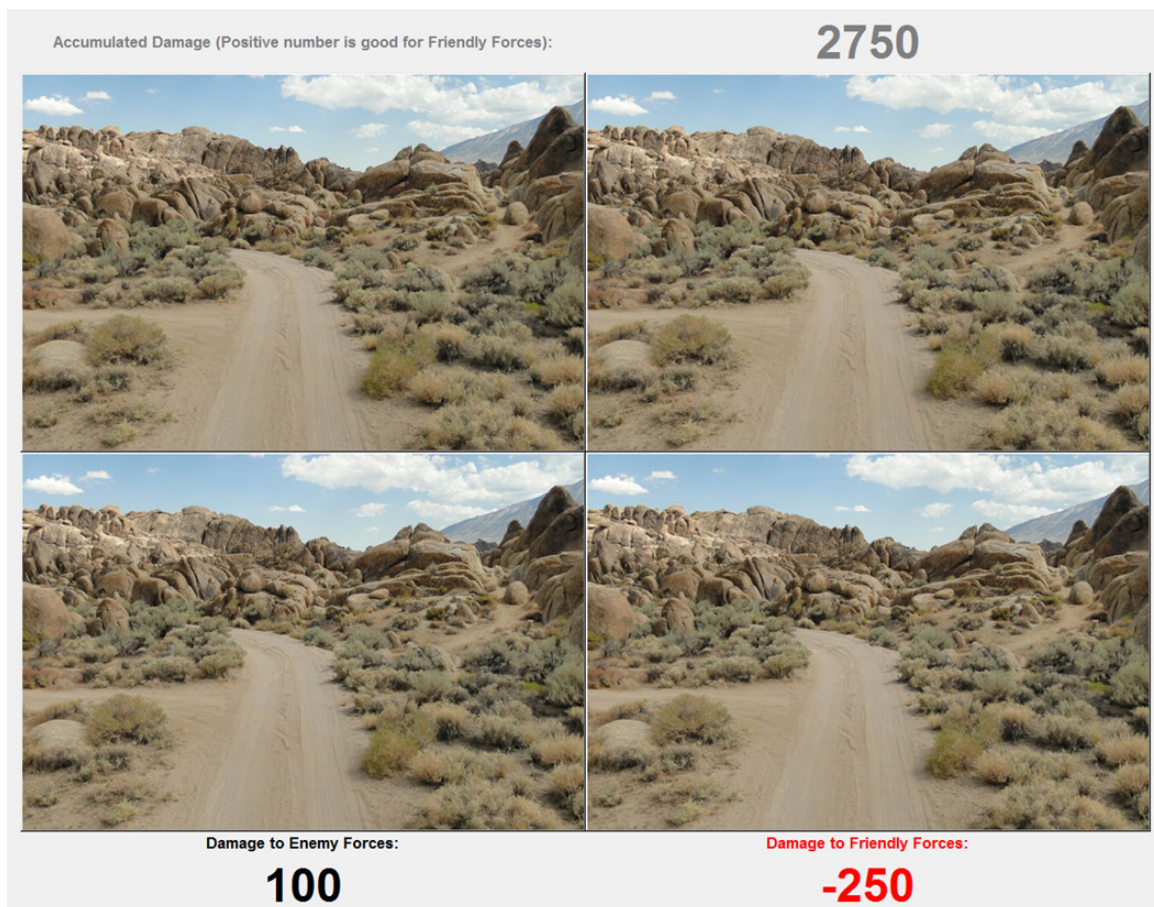 Accumulated Damage (Positive number is good for Friendly Forces): 2750
Damage to Enemy Forces: Damage to Friendly Forces:
100 -250